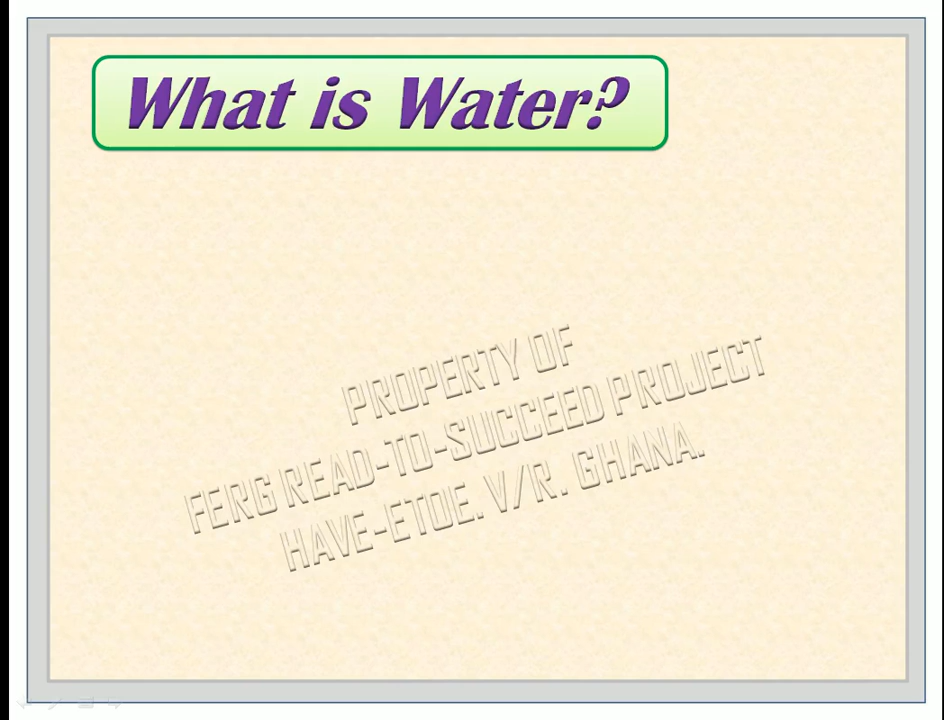 What is Water?
PROPERTY OF
FERG READ-TO-SUCCEED PROJECT
HAVE-ETOE. V/R. GHANA.